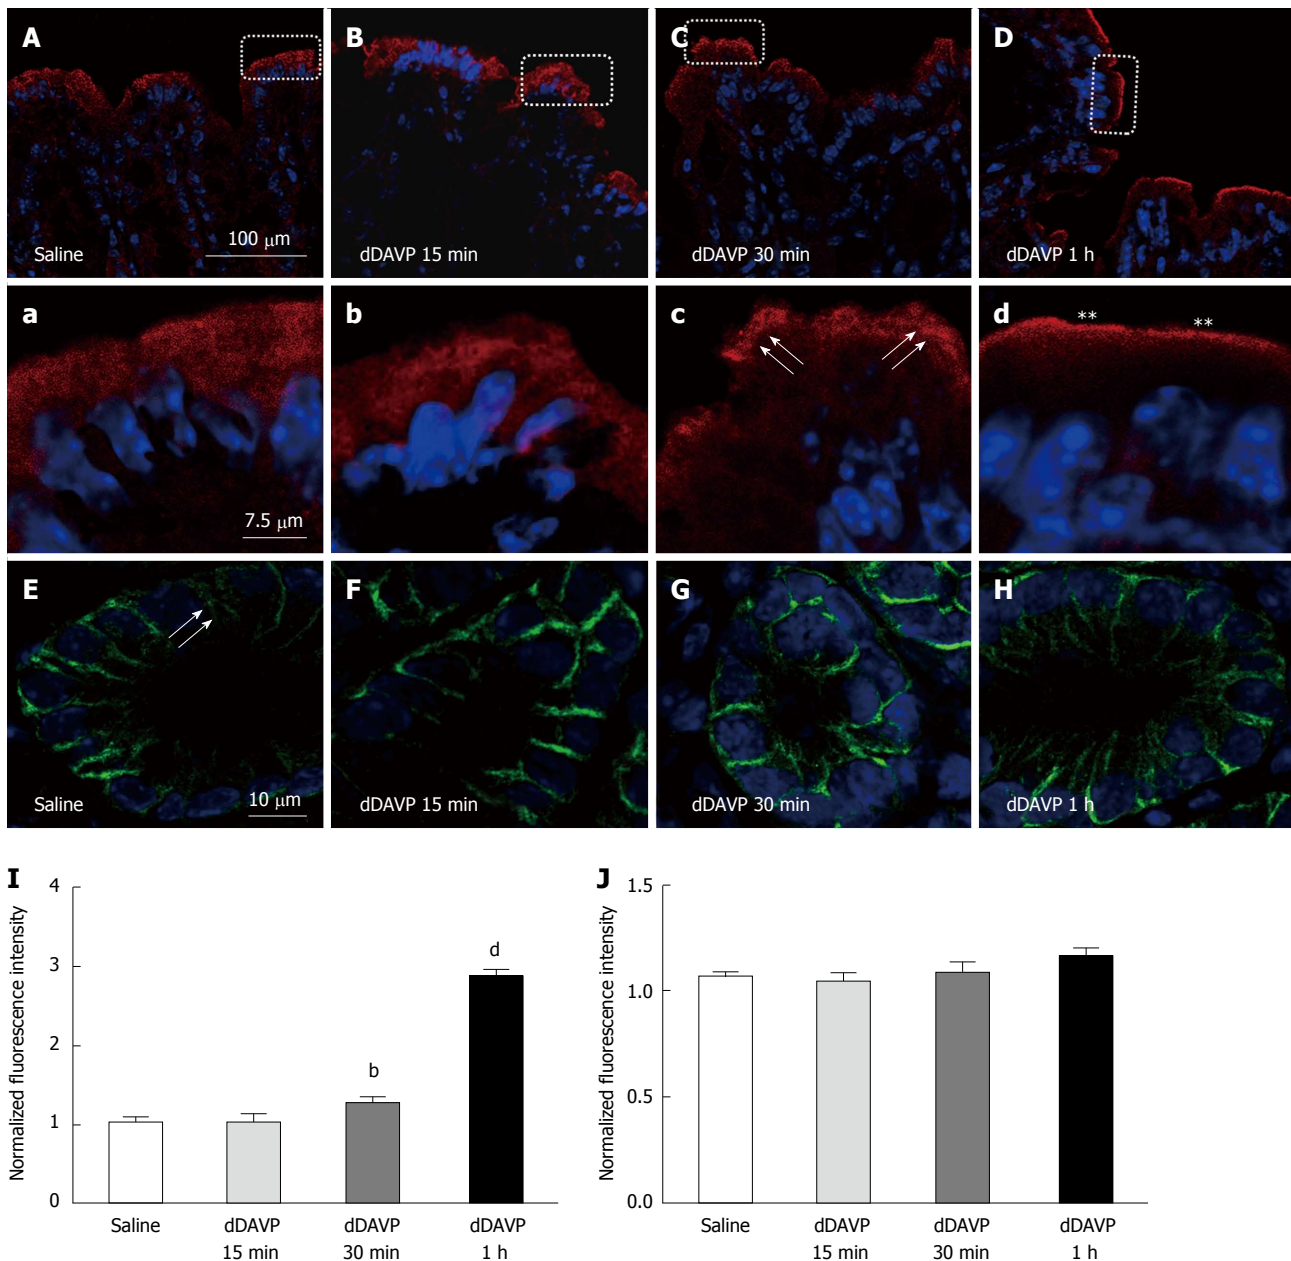 A
B
C
D
Saline
100 μm
dDAVP 15 min
dDAVP 30 min
dDAVP 1 h
a
b
c
d
** **
7.5 μm
E
F
G
H
Saline
10 μm
dDAVP 15 min
dDAVP 30 min
dDAVP 1 h
I
Normalized fluorescence intensity
4
3
2
1
0
b
d
Saline
dDAVP
15 min
dDAVP
30 min
dDAVP
1 h
J
Normalized fluorescence intensity
1.5
1.0
0.5
0.0
Saline
dDAVP
15 min
dDAVP
30 min
dDAVP
1 h